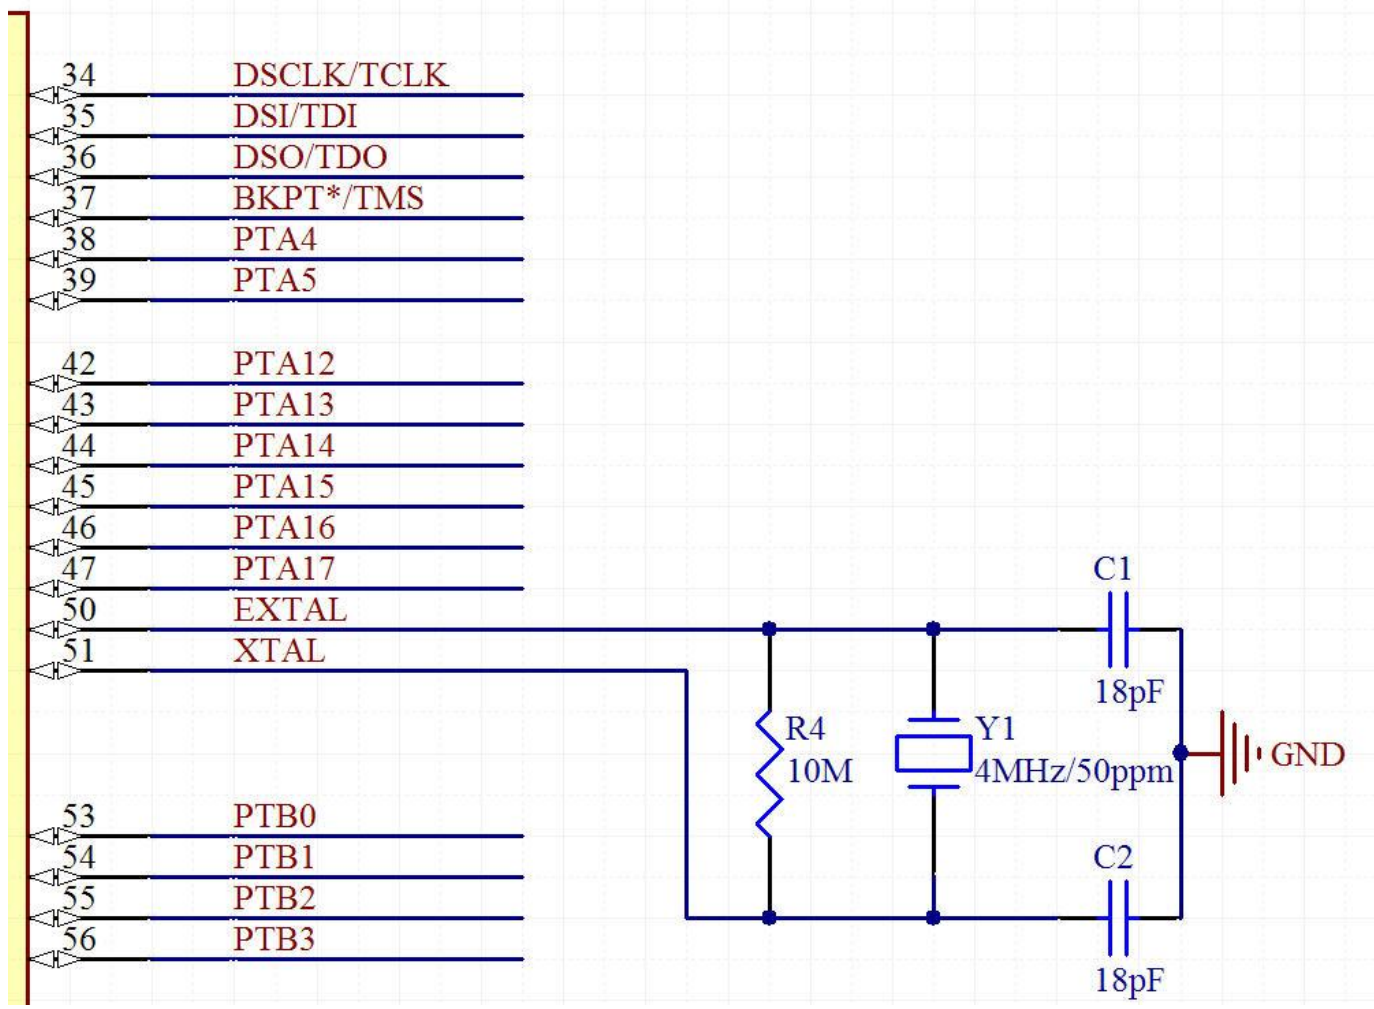 34 DSCLK/TCLK
35 DSI/TDI
36 DSO/TDO
37 BKPT*/TMS
38 PTA4
39 PTA5
42 PTA12
43 PTA13
44 PTA14
45 PTA15
46 PTA16
47 PTA17
50 EXTAL
51 XTAL
C1
18pF
R4
10M
Y1
4MHz/50ppm
GND
53 PTB0
54 PTB1
55 PTB2
56 PTB3
C2
18pF